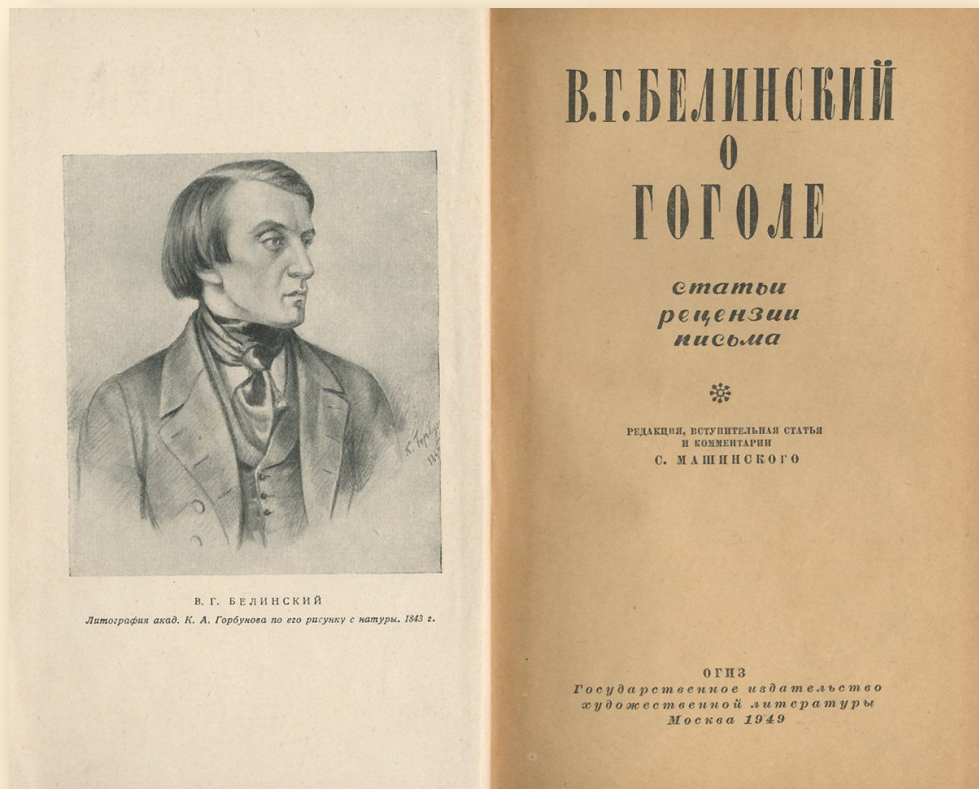 В. Г. БЕЛИНСКИЙ
Литография акад. К. А. Горбунова по его рисунку с натуры. 1843 г.
В.Г.БЕЛИНСКИЙ
О
ГОГОЛЕ
статьи
рецензии
письма
РЕДАКЦИЯ, ВСТУПИТЕЛЬНАЯ СТАТЬЯ
И КОММЕНТАРИИ
С. МАШИНСКОГО
ОГИЗ
Государственное издательство
художественной литературы
Москва 1949